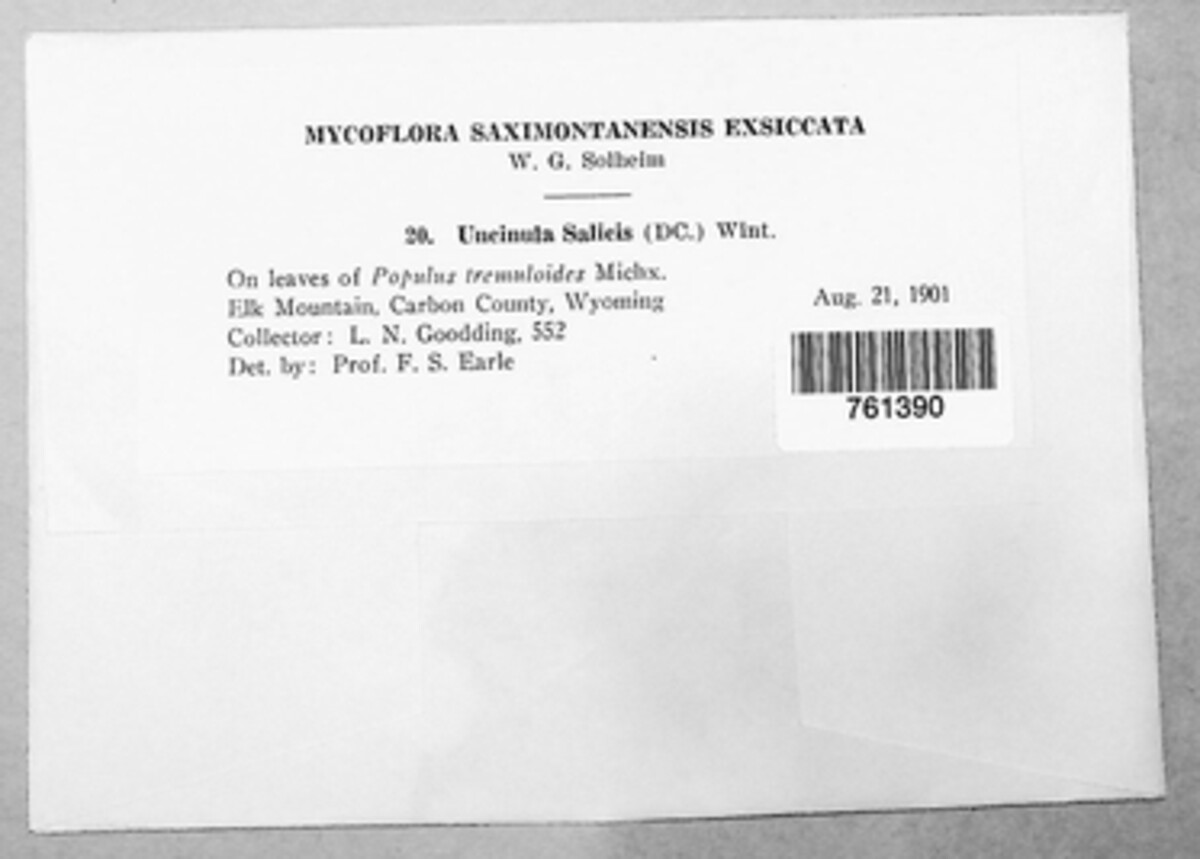 MYCOFLORA SAXIMONTANENSIS EXSICCATA
W. G. Solheim
20. Uncinula Salicis (DC.) Wint.
On leaves of Populus tremuloides Michx.
Elk Mountain, Carbon County, Wyoming
Aug. 21, 1901
Collector: L. N. Goodding, 552
Det. by: Prof. F. S. Earle
761390